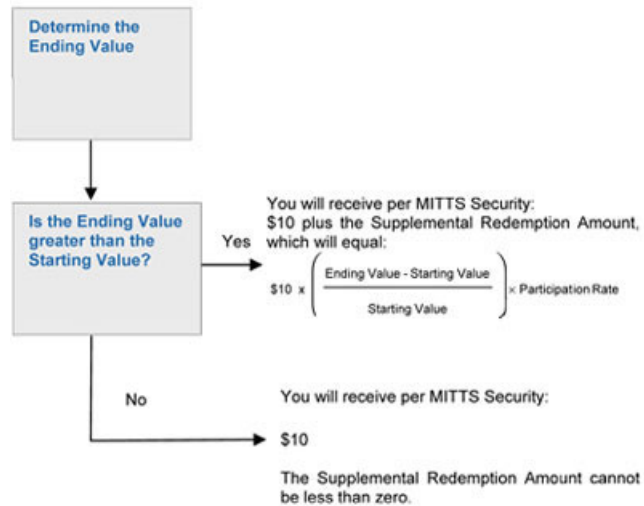 Determine the
Ending Value
Is the Ending Value
greater than the
Starting Value?
Yes
You will receive per MITTS Security:
$10 plus the Supplemental Redemption Amount,
which will equal:
$10 x ( Ending Value - Starting Value
Starting Value ) × Participation Rate
No
You will receive per MITTS Security:
$10
The Supplemental Redemption Amount cannot
be less than zero.